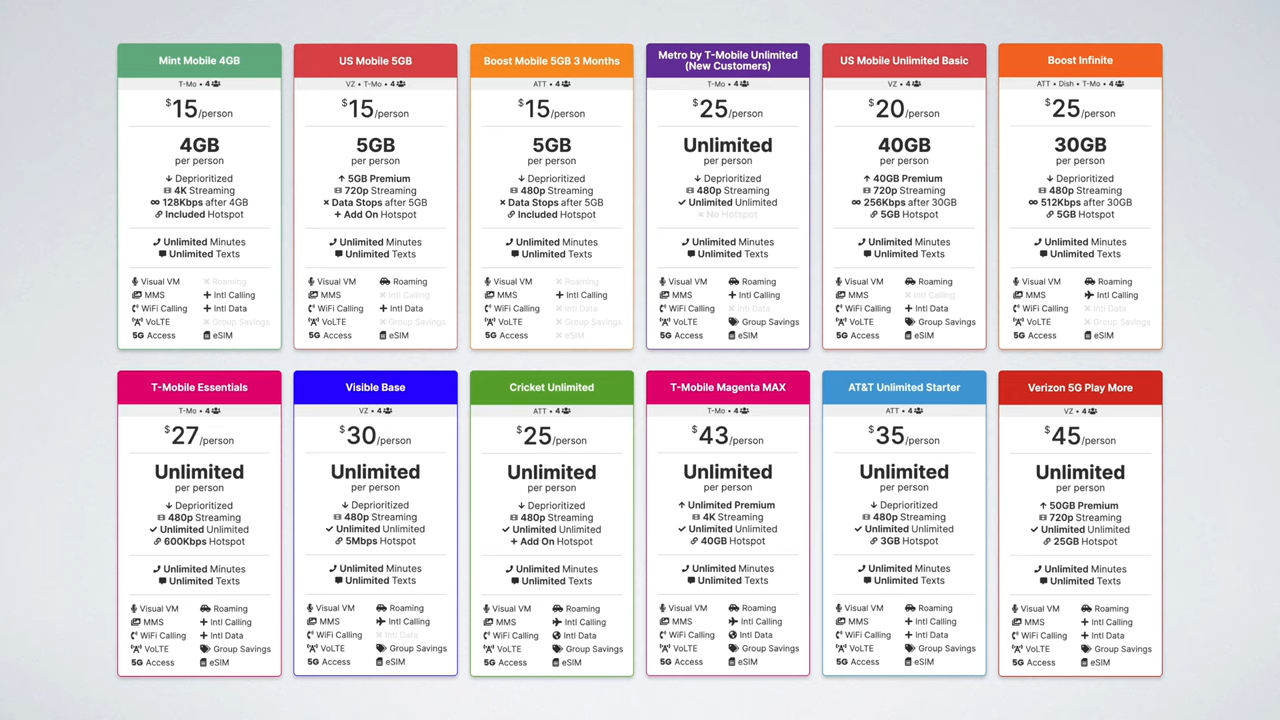 Mint Mobile 4GB
T-Mo • 4
$15/person
4GB
per person
Deprioritized
4K Streaming
128Kbps after 4GB
Included Hotspot
Unlimited Minutes
Unlimited Texts
Visual VM Roaming
MMS Intl Calling
WiFi Calling Intl Data
VoLTE Group Savings
5G Access eSIM
US Mobile 5GB
VZ • T-Mo • 4
$15/person
5GB
per person
5GB Premium
720p Streaming
Data Stops after 5GB
Add On Hotspot
Unlimited Minutes
Unlimited Texts
Visual VM Roaming
MMS Intl Calling
WiFi Calling Intl Data
VoLTE Group Savings
5G Access eSIM
Boost Mobile 5GB 3 Months
ATT • 4
$15/person
5GB
per person
Deprioritized
480p Streaming
Data Stops after 5GB
Included Hotspot
Unlimited Minutes
Unlimited Texts
Visual VM Roaming
MMS Intl Calling
WiFi Calling Intl Data
VoLTE Group Savings
5G Access eSIM
Metro by T-Mobile Unlimited
(New Customers)
T-Mo • 4
$25/person
Unlimited
per person
Deprioritized
480p Streaming
Unlimited Unlimited
No Hotspot
Unlimited Minutes
Unlimited Texts
Visual VM Roaming
MMS Intl Calling
WiFi Calling Intl Data
VoLTE Group Savings
5G Access eSIM
US Mobile Unlimited Basic
VZ • 4
$20/person
40GB
per person
40GB Premium
720p Streaming
256Kbps after 30GB
5GB Hotspot
Unlimited Minutes
Unlimited Texts
Visual VM Roaming
MMS Intl Calling
WiFi Calling Intl Data
VoLTE Group Savings
5G Access eSIM
Boost Infinite
ATT • Dish • T-Mo • 4
$25/person
30GB
per person
Deprioritized
480p Streaming
512Kbps after 30GB
5GB Hotspot
Unlimited Minutes
Unlimited Texts
Visual VM Roaming
MMS Intl Calling
WiFi Calling Intl Data
VoLTE Group Savings
5G Access eSIM
T-Mobile Essentials
T-Mo • 4
$27/person
Unlimited
per person
Deprioritized
480p Streaming
Unlimited Unlimited
600Kbps Hotspot
Unlimited Minutes
Unlimited Texts
Visual VM Roaming
MMS Intl Calling
WiFi Calling Intl Data
VoLTE Group Savings
5G Access eSIM
Visible Base
VZ • 4
$30/person
Unlimited
per person
Deprioritized
480p Streaming
Unlimited Unlimited
5Mbps Hotspot
Unlimited Minutes
Unlimited Texts
Visual VM Roaming
MMS Intl Calling
WiFi Calling Intl Data
VoLTE Group Savings
5G Access eSIM
Cricket Unlimited
ATT • 4
$25/person
Unlimited
per person
Deprioritized
480p Streaming
Unlimited Unlimited
Add On Hotspot
Unlimited Minutes
Unlimited Texts
Visual VM Roaming
MMS Intl Calling
WiFi Calling Intl Data
VoLTE Group Savings
5G Access eSIM
T-Mobile Magenta MAX
T-Mo • 4
$43/person
Unlimited
per person
Unlimited Premium
4K Streaming
Unlimited Unlimited
40GB Hotspot
Unlimited Minutes
Unlimited Texts
Visual VM Roaming
MMS Intl Calling
WiFi Calling Intl Data
VoLTE Group Savings
5G Access eSIM
AT&T Unlimited Starter
ATT • 4
$35/person
Unlimited
per person
Deprioritized
480p Streaming
Unlimited Unlimited
3GB Hotspot
Unlimited Minutes
Unlimited Texts
Visual VM Roaming
MMS Intl Calling
WiFi Calling Intl Data
VoLTE Group Savings
5G Access eSIM
Verizon 5G Play More
VZ • 4
$45/person
Unlimited
per person
50GB Premium
720p Streaming
Unlimited Unlimited
25GB Hotspot
Unlimited Minutes
Unlimited Texts
Visual VM Roaming
MMS Intl Calling
WiFi Calling Intl Data
VoLTE Group Savings
5G Access eSIM